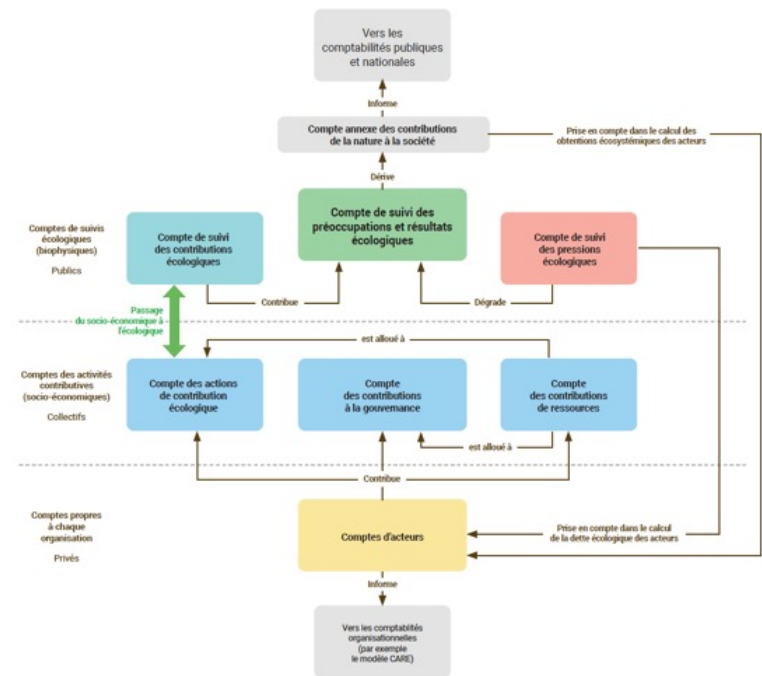 Vers les
comptabilités publiques
et nationales
Informe
Compte annexe des contributions
de la nature à la société
Prise en compte dans le calcul des
obtentions écosystémiques des acteurs
Dérive
Comptes de suivis
écologiques
(biophysiques)
Publics
Compte de suivi
des contributions
écologiques
Compte de suivi des
préoccupations et résultats
écologiques
Compte de suivi
des pressions
écologiques
Contribue
Dégrade
Passage
du socio-économique à
l'écologique
est alloué à
Comptes des activités
contributives
(socio-économiques)
Collectifs
Compte des actions
de contribution
écologique
Compte
des contributions
à la gouvernance
Compte
des contributions
de ressources
est alloué à
Contribue
Comptes propres
à chaque
organisation
Privés
Comptes d'acteurs
Prise en compte dans le calcul
de la dette écologique des acteurs
Informe
Vers les comptabilités
organisationnelles
(par exemple
le modèle CARE)